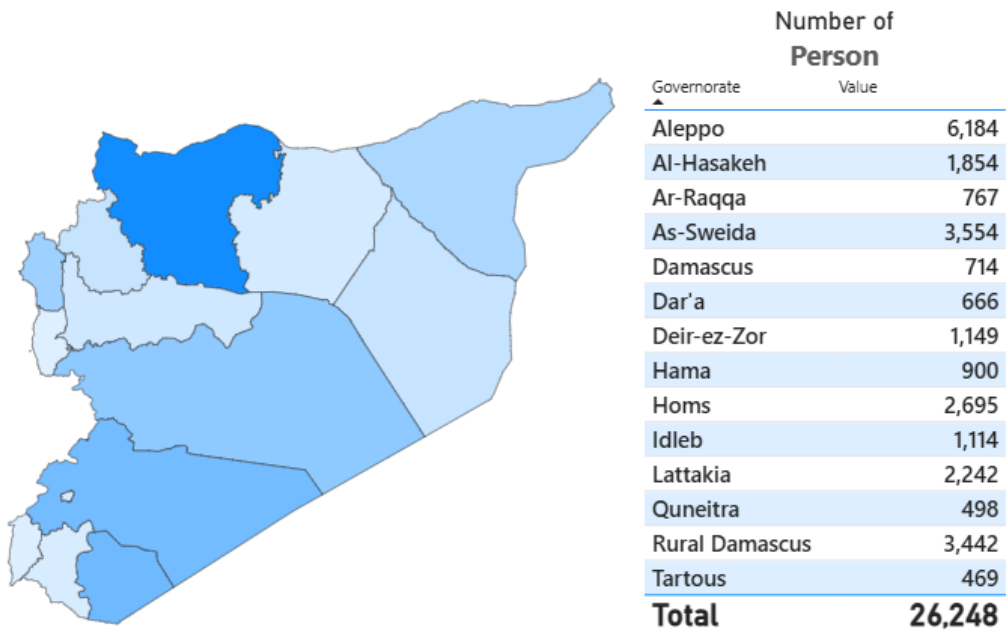 Number of
Person
Governorate Value
Aleppo 6,184
Al-Hasakeh 1,854
Ar-Raqqa 767
As-Sweida 3,554
Damascus 714
Dar'a 666
Deir-ez-Zor 1,149
Hama 900
Homs 2,695
Idleb 1,114
Lattakia 2,242
Quneitra 498
Rural Damascus 3,442
Tartous 469
Total 26,248